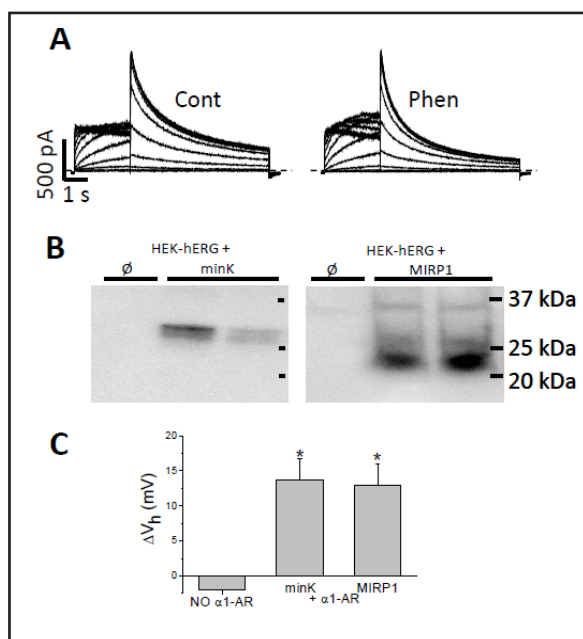 A
Cont
Phen
500 pA
1 s
B
HEK-hERG +
Ø minK
HEK-hERG +
Ø MIRP1
37 kDa
25 kDa
20 kDa
C
ΔVh (mV)
20
15
10
5
0
* *
NO α1-AR minK MIRP1
+ α1-AR